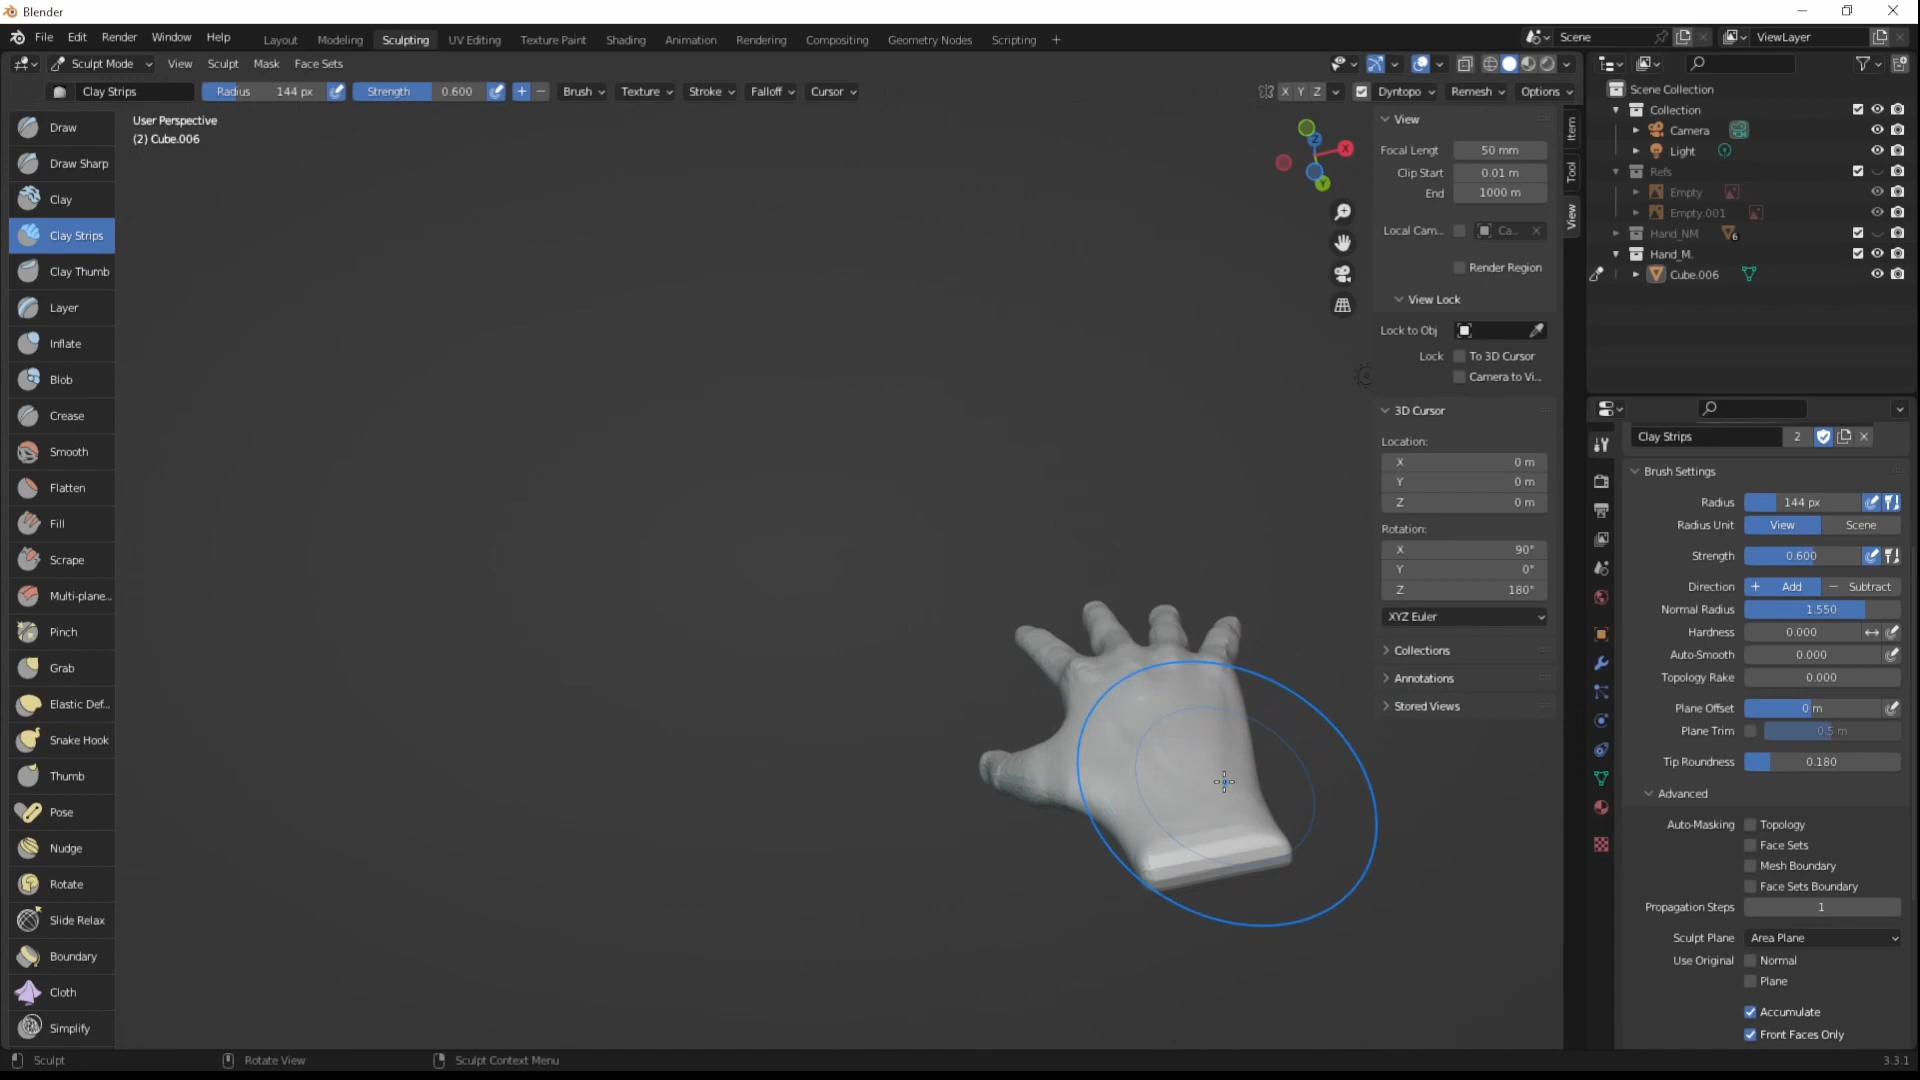 Blender
File Edit Render Window Help
Layout Modeling Sculpting UV Editing Texture Paint Shading Animation Rendering Compositing Geometry Nodes Scripting +
Scene
ViewLayer
Sculpt Mode View Sculpt Mask Face Sets
Clay Strips Radius 144 px Strength 0.600 + − Brush Texture Stroke Falloff Cursor X Y Z Dyntopo Remesh Options
User Perspective
(2) Cube.006
Draw
Draw Sharp
Clay
Clay Strips
Clay Thumb
Layer
Inflate
Blob
Crease
Smooth
Flatten
Fill
Scrape
Multi-plane...
Pinch
Grab
Elastic Def...
Snake Hook
Thumb
Pose
Nudge
Rotate
Slide Relax
Boundary
Cloth
Simplify
Z
X
Y
View
Focal Lengt 50 mm
Clip Start 0.01 m
End 1000 m
Local Cam... Ca...
Render Region
View Lock
Lock to Obj
Lock To 3D Cursor
Camera to Vi...
3D Cursor
Location:
X 0 m
Y 0 m
Z 0 m
Rotation:
X 90°
Y 0°
Z 180°
XYZ Euler
Collections
Annotations
Stored Views
Item
Tool
View
Scene Collection
Collection
Camera
Light
Refs
Empty
Empty.001
Hand_NM 6
Hand_M.
Cube.006
Clay Strips 2
Brush Settings
Radius 144 px
Radius Unit View Scene
Strength 0.600
Direction + Add − Subtract
Normal Radius 1.550
Hardness 0.000
Auto-Smooth 0.000
Topology Rake 0.000
Plane Offset 0 m
Plane Trim 0.5 m
Tip Roundness 0.180
Advanced
Auto-Masking Topology
Face Sets
Mesh Boundary
Face Sets Boundary
Propagation Steps 1
Sculpt Plane Area Plane
Use Original Normal
Plane
Accumulate
Front Faces Only
Sculpt Rotate View Sculpt Context Menu 3.3.1